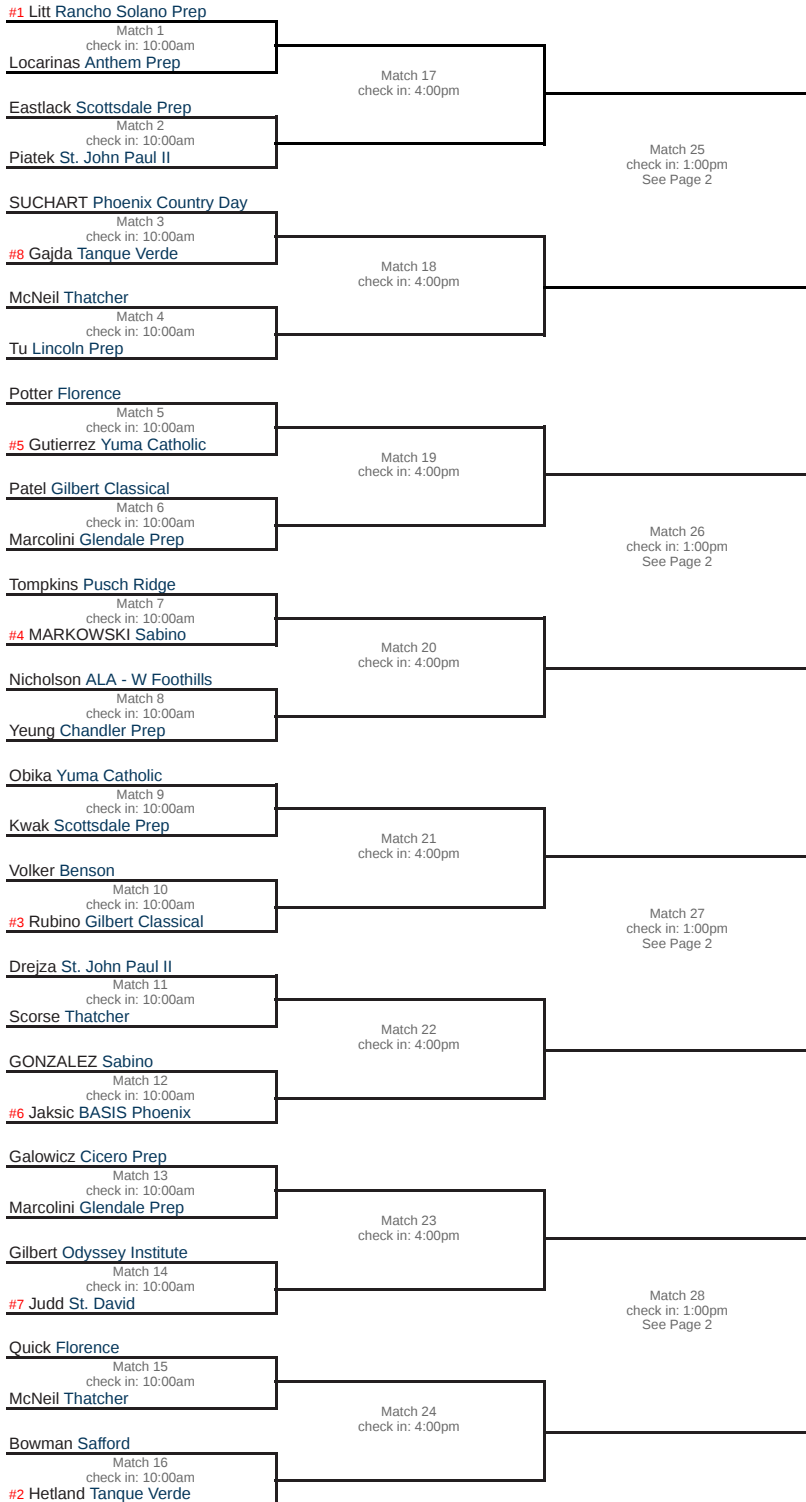 #1 Litt Rancho Solano Prep
Match 1
check in: 10:00am
Locarinas Anthem Prep
Match 17
check in: 4:00pm
Eastlack Scottsdale Prep
Match 2
check in: 10:00am
Piatek St. John Paul II
Match 25
check in: 1:00pm
See Page 2
SUCHART Phoenix Country Day
Match 3
check in: 10:00am
#8 Gajda Tanque Verde
Match 18
check in: 4:00pm
McNeil Thatcher
Match 4
check in: 10:00am
Tu Lincoln Prep
Potter Florence
Match 5
check in: 10:00am
#5 Gutierrez Yuma Catholic
Match 19
check in: 4:00pm
Patel Gilbert Classical
Match 6
check in: 10:00am
Marcolini Glendale Prep
Match 26
check in: 1:00pm
See Page 2
Tompkins Pusch Ridge
Match 7
check in: 10:00am
#4 MARKOWSKI Sabino
Match 20
check in: 4:00pm
Nicholson ALA - W Foothills
Match 8
check in: 10:00am
Yeung Chandler Prep
Obika Yuma Catholic
Match 9
check in: 10:00am
Kwak Scottsdale Prep
Match 21
check in: 4:00pm
Volker Benson
Match 10
check in: 10:00am
#3 Rubino Gilbert Classical
Match 27
check in: 1:00pm
See Page 2
Drejza St. John Paul II
Match 11
check in: 10:00am
Scorse Thatcher
Match 22
check in: 4:00pm
GONZALEZ Sabino
Match 12
check in: 10:00am
#6 Jaksic BASIS Phoenix
Galowicz Cicero Prep
Match 13
check in: 10:00am
Marcolini Glendale Prep
Match 23
check in: 4:00pm
Gilbert Odyssey Institute
Match 14
check in: 10:00am
#7 Judd St. David
Match 28
check in: 1:00pm
See Page 2
Quick Florence
Match 15
check in: 10:00am
McNeil Thatcher
Match 24
check in: 4:00pm
Bowman Safford
Match 16
check in: 10:00am
#2 Hetland Tanque Verde